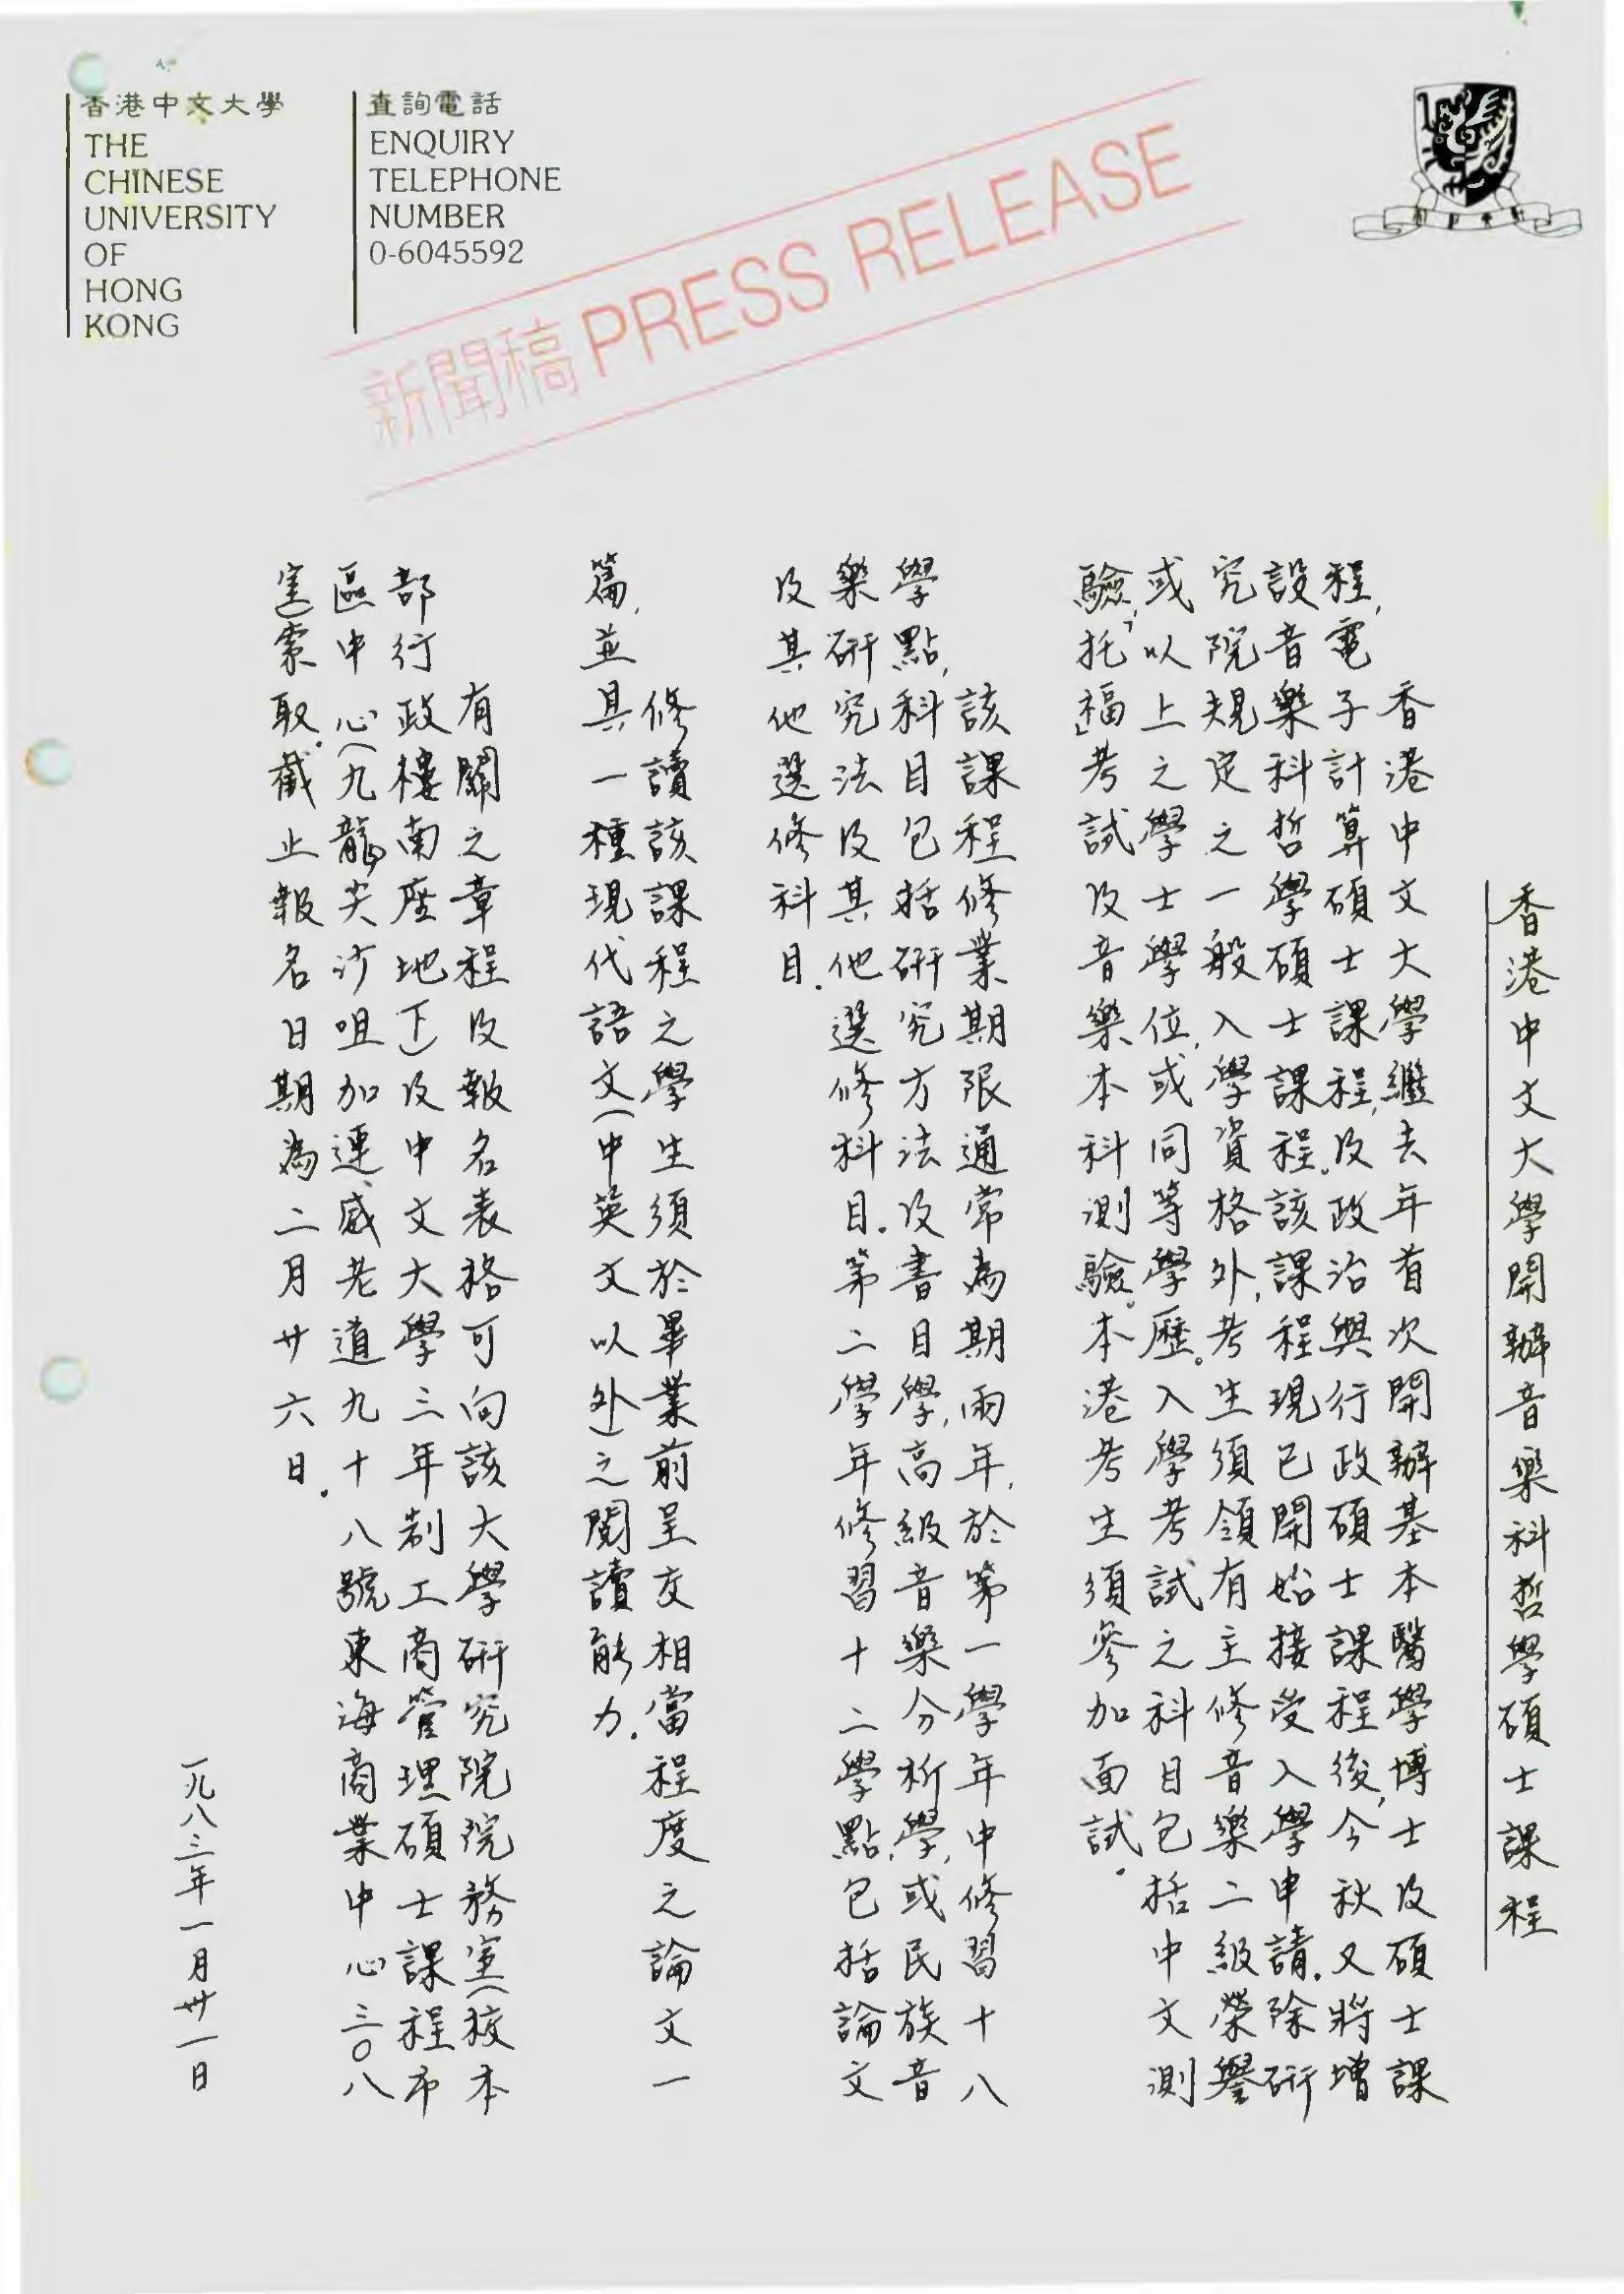 香港中文大學
THE
CHINESE
UNIVERSITY
OF
HONG
KONG
查詢電話
ENQUIRY
TELEPHONE
NUMBER
0-6045592
新聞稿 PRESS RELEASE
香港中文大學開辦音樂科哲學碩士課程
香港中文大學繼去年首次開辦基本醫學博士及碩士課
程,電子計算碩士課程,及政治與行政碩士課程後,今秋又將增
設音樂科哲學碩士課程。該課程現已開始接受入學申請.除研
究院規定之一般入學資格外,考生須領有主修音樂二級榮譽
或以上之學士學位,或同等學歷。入學考試之科目包括中文測
驗,「托福」考試及音樂本科測驗。本港考生須參加面試.
該課程修業期限通常為期兩年,於第一學年中修習十八
學點,科目包括研究方法及書目學,高級音樂分析學,或民族音
樂研究法及其他選修科目.第二學年修習十二學點,包括論文
及其他選修科目.
修讀該課程之學生須於畢業前呈交相當程度之論文一
篇,並具一種現代語文(中英文以外)之閱讀能力.
有關之章程及報名表格可向該大學研究院院務室(校本
部行政樓南座地下)及中文大學三年制工商管理碩士課程市
區中心(九龍尖沙咀加連威老道九十八號東海商業中心三〇八
室)索取.截止報名日期為二月廿六日.
一九八三年一月卅一日